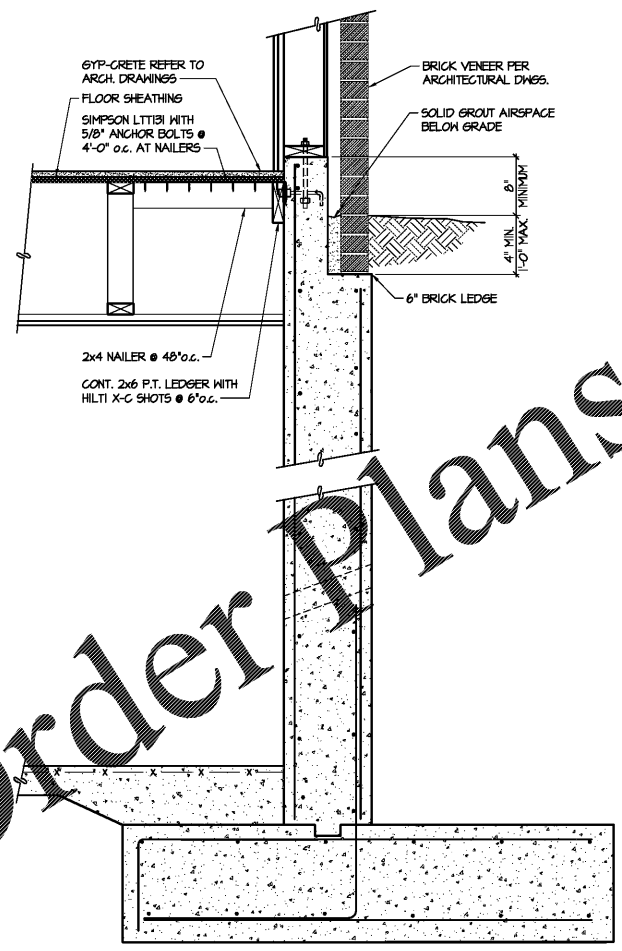 GYP-CRETE REFER TO
ARCH. DRAWINGS
FLOOR SHEATHING
SIMPSON LTTI31 WITH
5/8" ANCHOR BOLTS @
4'-0" o.c. AT NAILERS
2x4 NAILER @ 48"o.c.
CONT. 2x6 P.T. LEDGER WITH
HILTI X-C SHOTS @ 6"o.c.
BRICK VENEER PER
ARCHITECTURAL DWGS.
SOLID GROUT AIRSPACE
BELOW GRADE
8"
MINIMUM
4" MIN.
1'-0" MAX.
6" BRICK LEDGE
X X X X X
order Plans